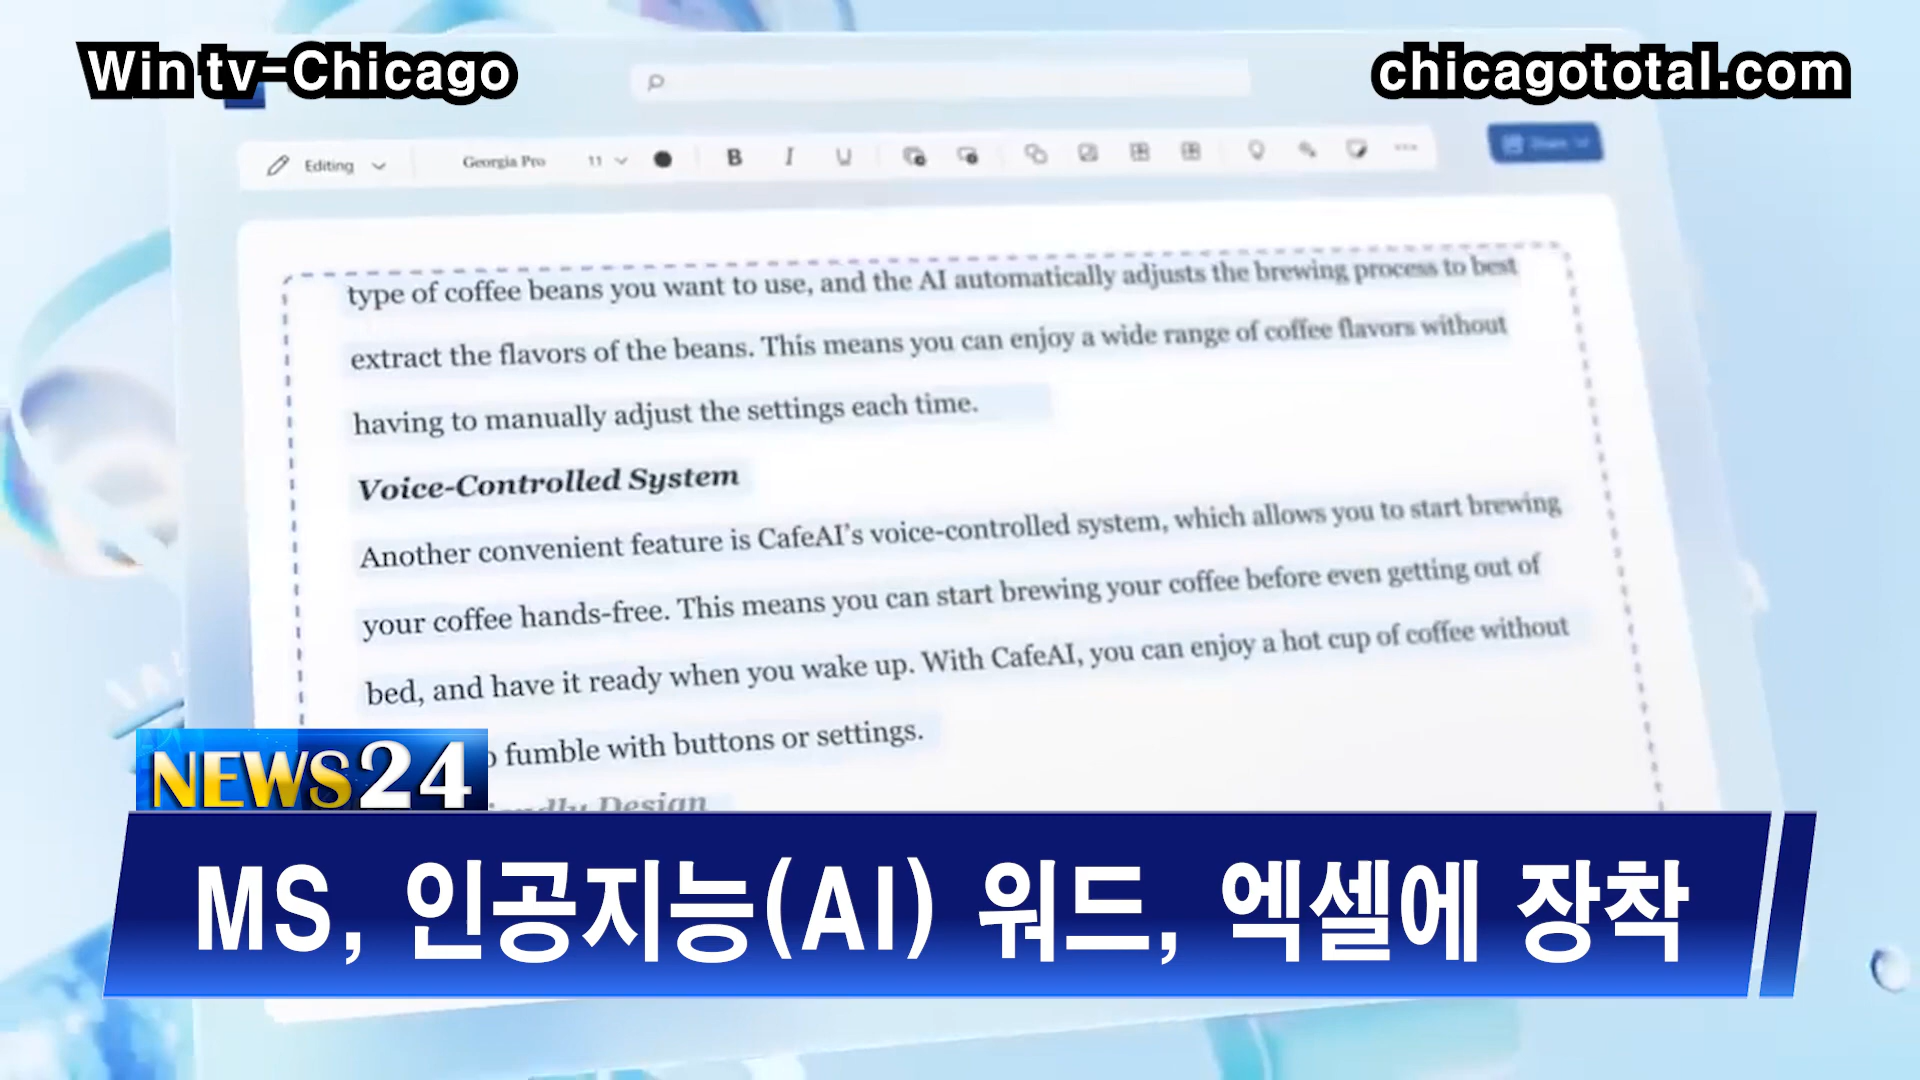 Win tv-Chicago
chicagototal.com
Editing
Georgia Pro
11
B I U
Share
type of coffee beans you want to use, and the AI automatically adjusts the brewing process to best
extract the flavors of the beans. This means you can enjoy a wide range of coffee flavors without
having to manually adjust the settings each time.
Voice-Controlled System
Another convenient feature is CafeAI's voice-controlled system, which allows you to start brewing
your coffee hands-free. This means you can start brewing your coffee before even getting out of
bed, and have it ready when you wake up. With CafeAI, you can enjoy a hot cup of coffee without
fumble with buttons or settings.
Design
NEWS24
MS, 인공지능(AI) 워드, 엑셀에 장착